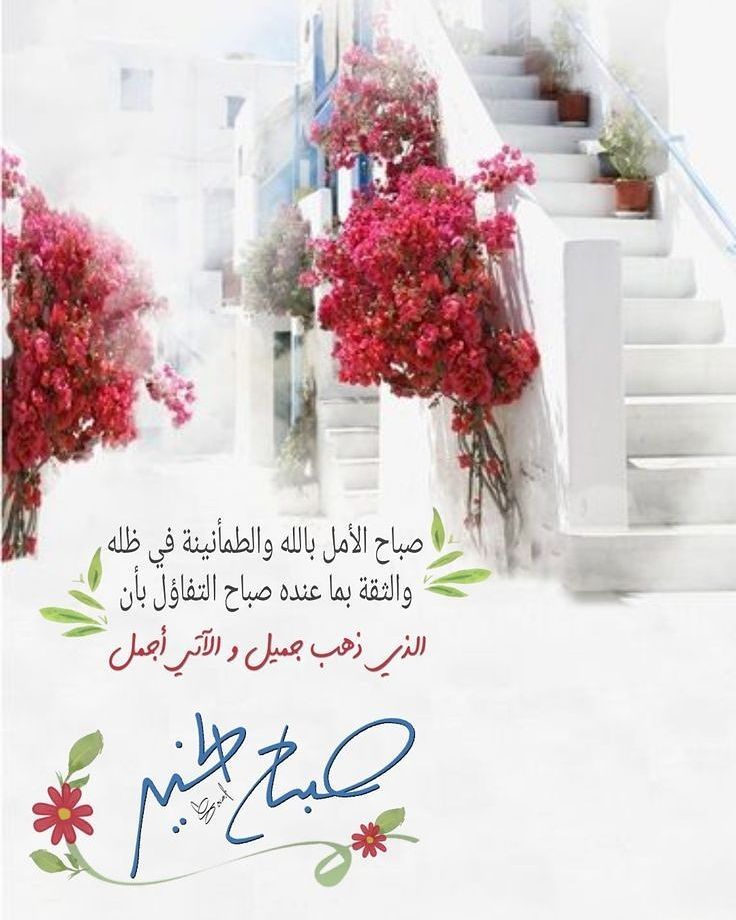 صباح الأمل بالله والطمأنينة في ظله
والثقة بما عنده صباح التفاؤل بأن
الذي ذهب جميل و الآتي أجمل
صباح الخير